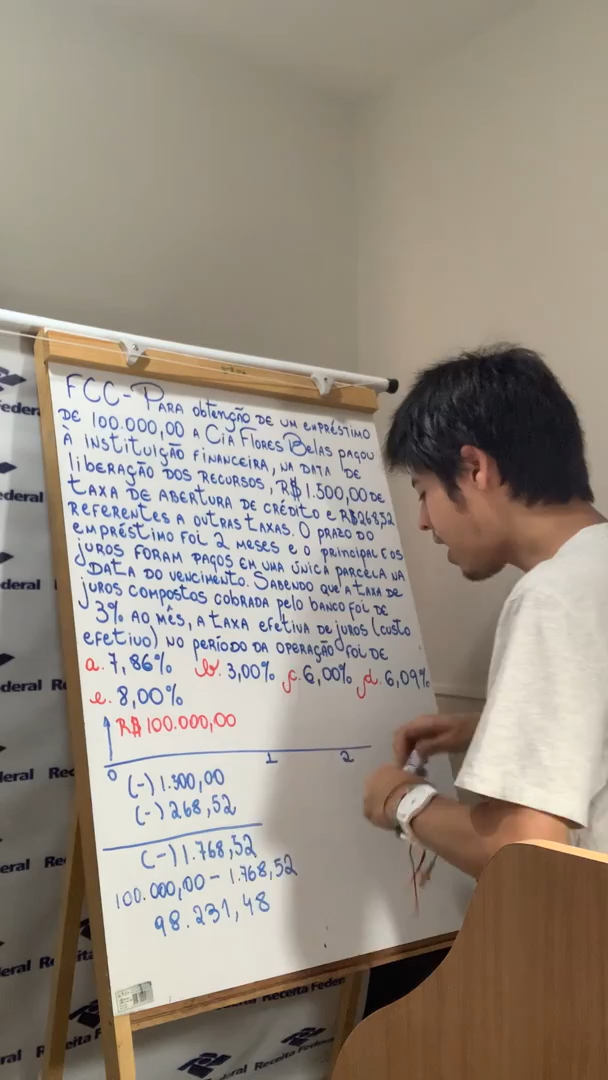 FCC - Para obtenção de um empréstimo
de 100.000,00 a Cia Flores Belas pagou
à instituição financeira, na data de
liberação dos recursos, R$1.500,00 de
taxa de abertura de crédito e R$268,52
referentes a outras taxas. O prazo do
empréstimo foi 2 meses e o principal e os
juros foram pagos em uma única parcela na
data do vencimento. Sabendo que a taxa de
juros compostos cobrada pelo banco foi de
3% ao mês, a taxa efetiva de juros (custo
efetivo) no período da operação foi de
a. 7,86% b. 3,00% c. 6,00% d. 6,09%
e. 8,00%
R$100.000,00
0 1 2
(-) 1.500,00
(-) 268,52
(-) 1.768,52
100.000,00 - 1.768,52
98.231,48
Receita Federal